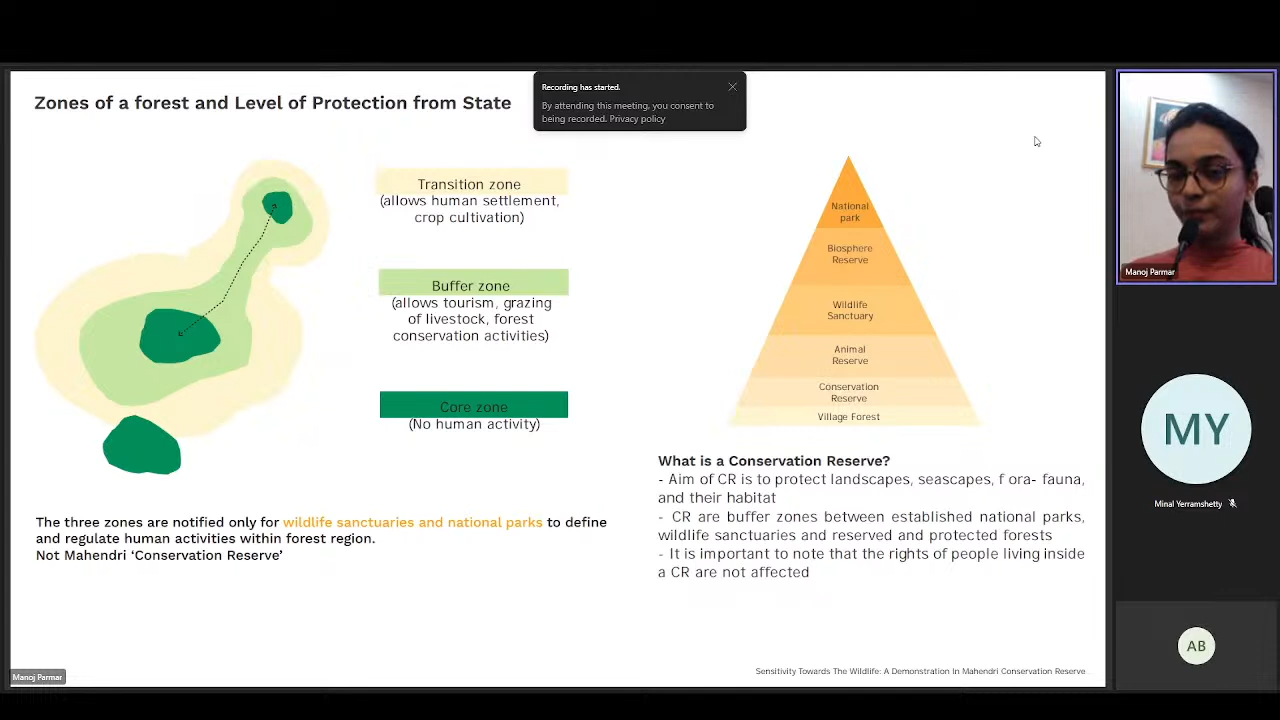 Zones of a forest and Level of Protection from State
Recording has started.
By attending this meeting, you consent to
being recorded. Privacy policy
Transition zone
(allows human settlement,
crop cultivation)
Buffer zone
(allows tourism, grazing
of livestock, forest
conservation activities)
Core zone
(No human activity)
The three zones are notified only for wildlife sanctuaries and national parks to define
and regulate human activities within forest region.
Not Mahendri ‘Conservation Reserve’
National
park
Biosphere
Reserve
Wildlife
Sanctuary
Animal
Reserve
Conservation
Reserve
Village Forest
What is a Conservation Reserve?
- Aim of CR is to protect landscapes, seascapes, f ora- fauna,
and their habitat
- CR are buffer zones between established national parks,
wildlife sanctuaries and reserved and protected forests
- It is important to note that the rights of people living inside
a CR are not affected
Sensitivity Towards The Wildlife: A Demonstration In Mahendri Conservation Reserve
Manoj Parmar
Manoj Parmar
MY
Minal Yerramshetty
AB